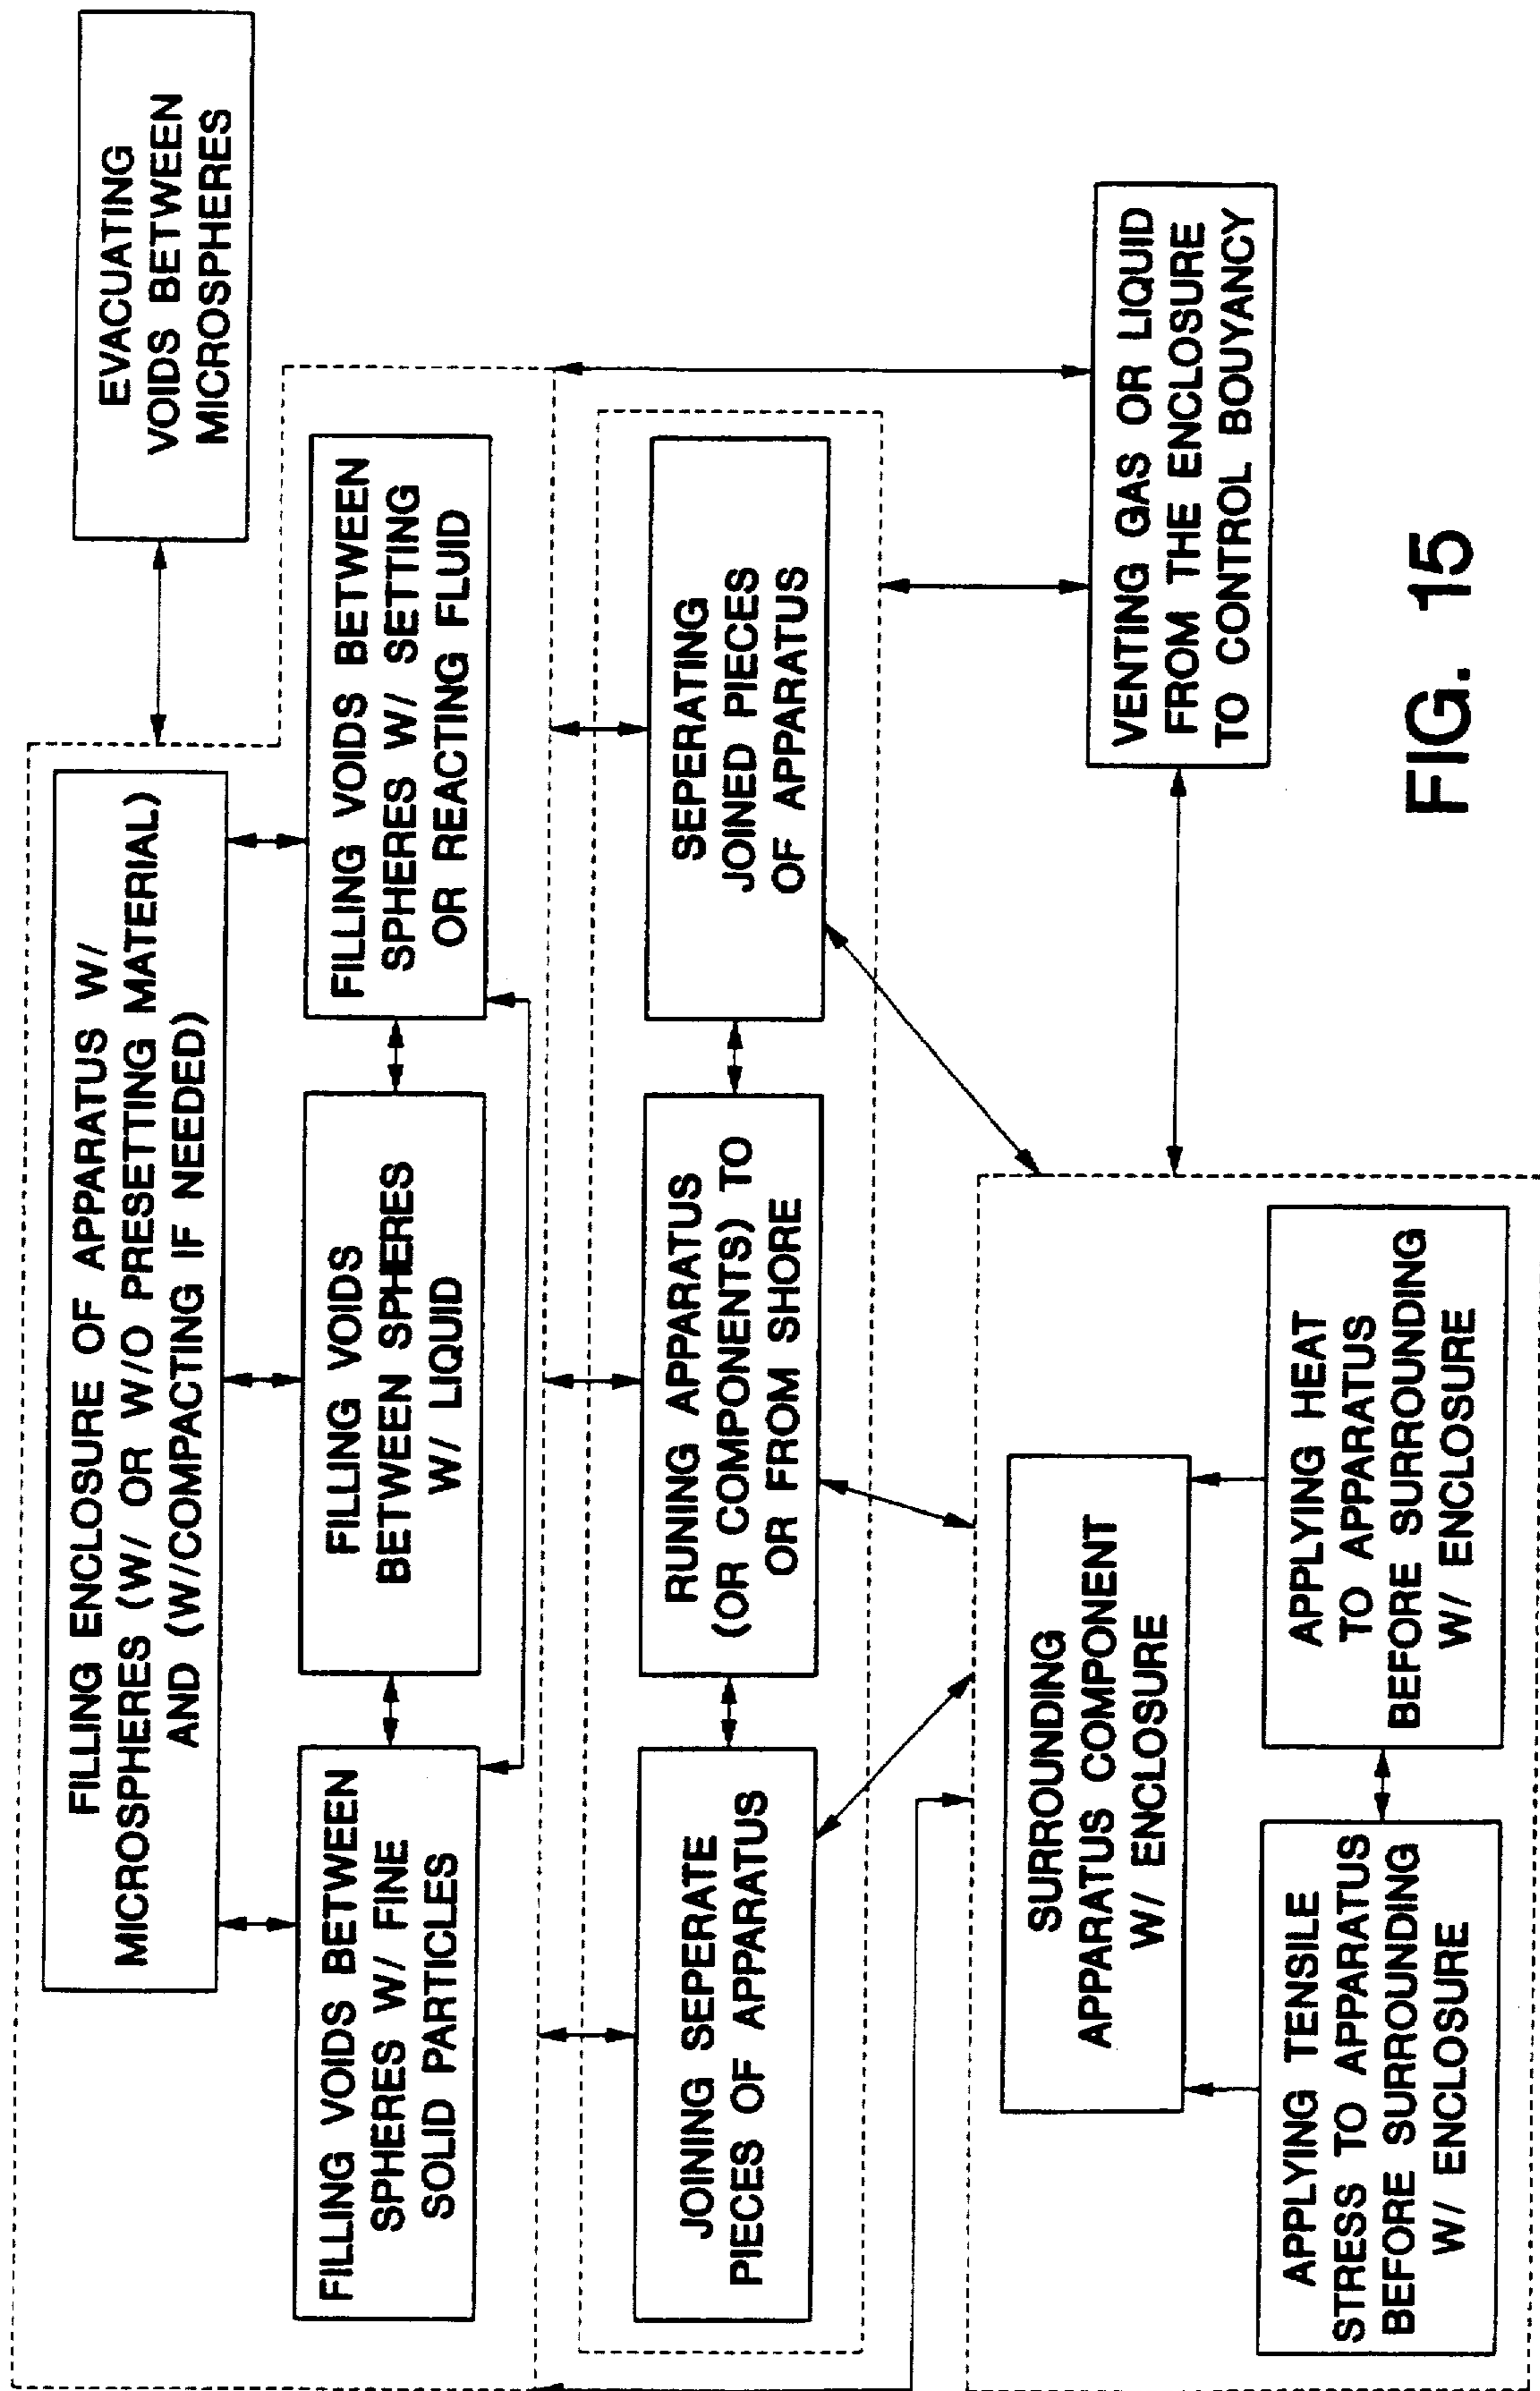 FILLING ENCLOSURE OF APPARATUS W/
MICROSPHERES (W/ OR W/O PRESETTING MATERIAL)
AND (W/COMPACTING IF NEEDED)
EVACUATING
VOIDS BETWEEN
MICROSPHERES
FILLING VOIDS BETWEEN
SPHERES W/ FINE
SOLID PARTICLES
FILLING VOIDS
BETWEEN SPHERES
W/ LIQUID
FILLING VOIDS BETWEEN
SPHERES W/ SETTING
OR REACTING FLUID
JOINING SEPERATE
PIECES OF APPARATUS
RUNING APPARATUS
(OR COMPONENTS) TO
OR FROM SHORE
SEPERATING
JOINED PIECES
OF APPARATUS
SURROUNDING
APPARATUS COMPONENT
W/ ENCLOSURE
VENTING GAS OR LIQUID
FROM THE ENCLOSURE
TO CONTROL BOUYANCY
APPLYING TENSILE
STRESS TO APPARATUS
BEFORE SURROUNDING
W/ ENCLOSURE
APPLYING HEAT
TO APPARATUS
BEFORE SURROUNDING
W/ ENCLOSURE
FIG. 15